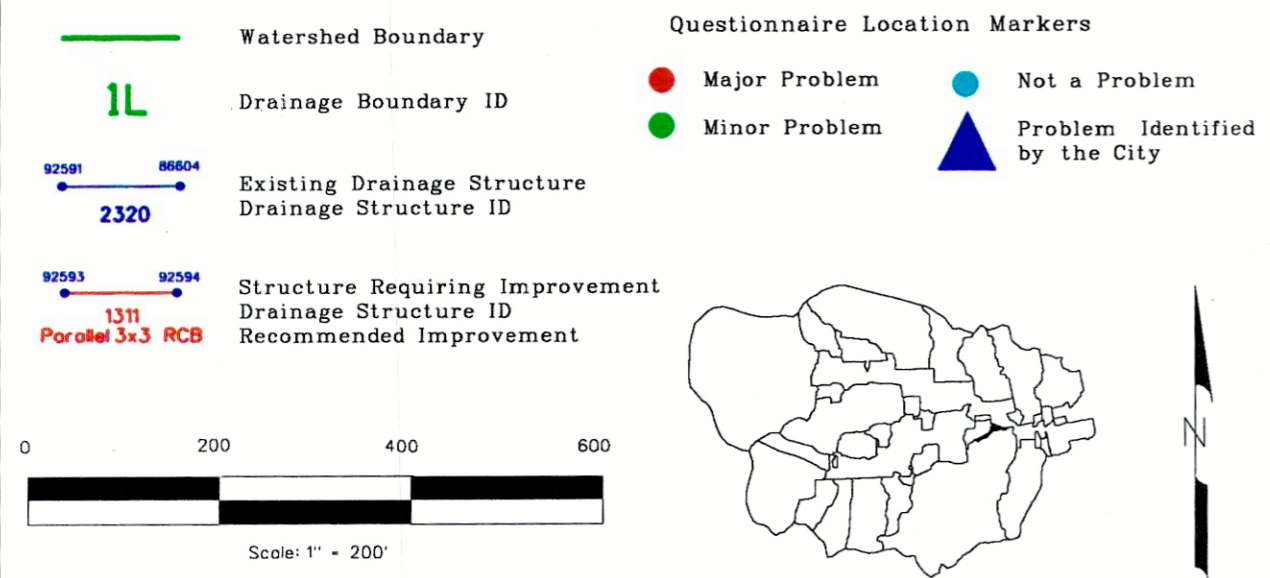 Watershed Boundary
1L
Drainage Boundary ID
92591 86604
2320
Existing Drainage Structure
Drainage Structure ID
92593 92594
1311
Parallel 3x3 RCB
Structure Requiring Improvement
Drainage Structure ID
Recommended Improvement
Questionnaire Location Markers
Major Problem
Not a Problem
Minor Problem
Problem Identified
by the City
0 200 400 600
Scale: 1" = 200'
N